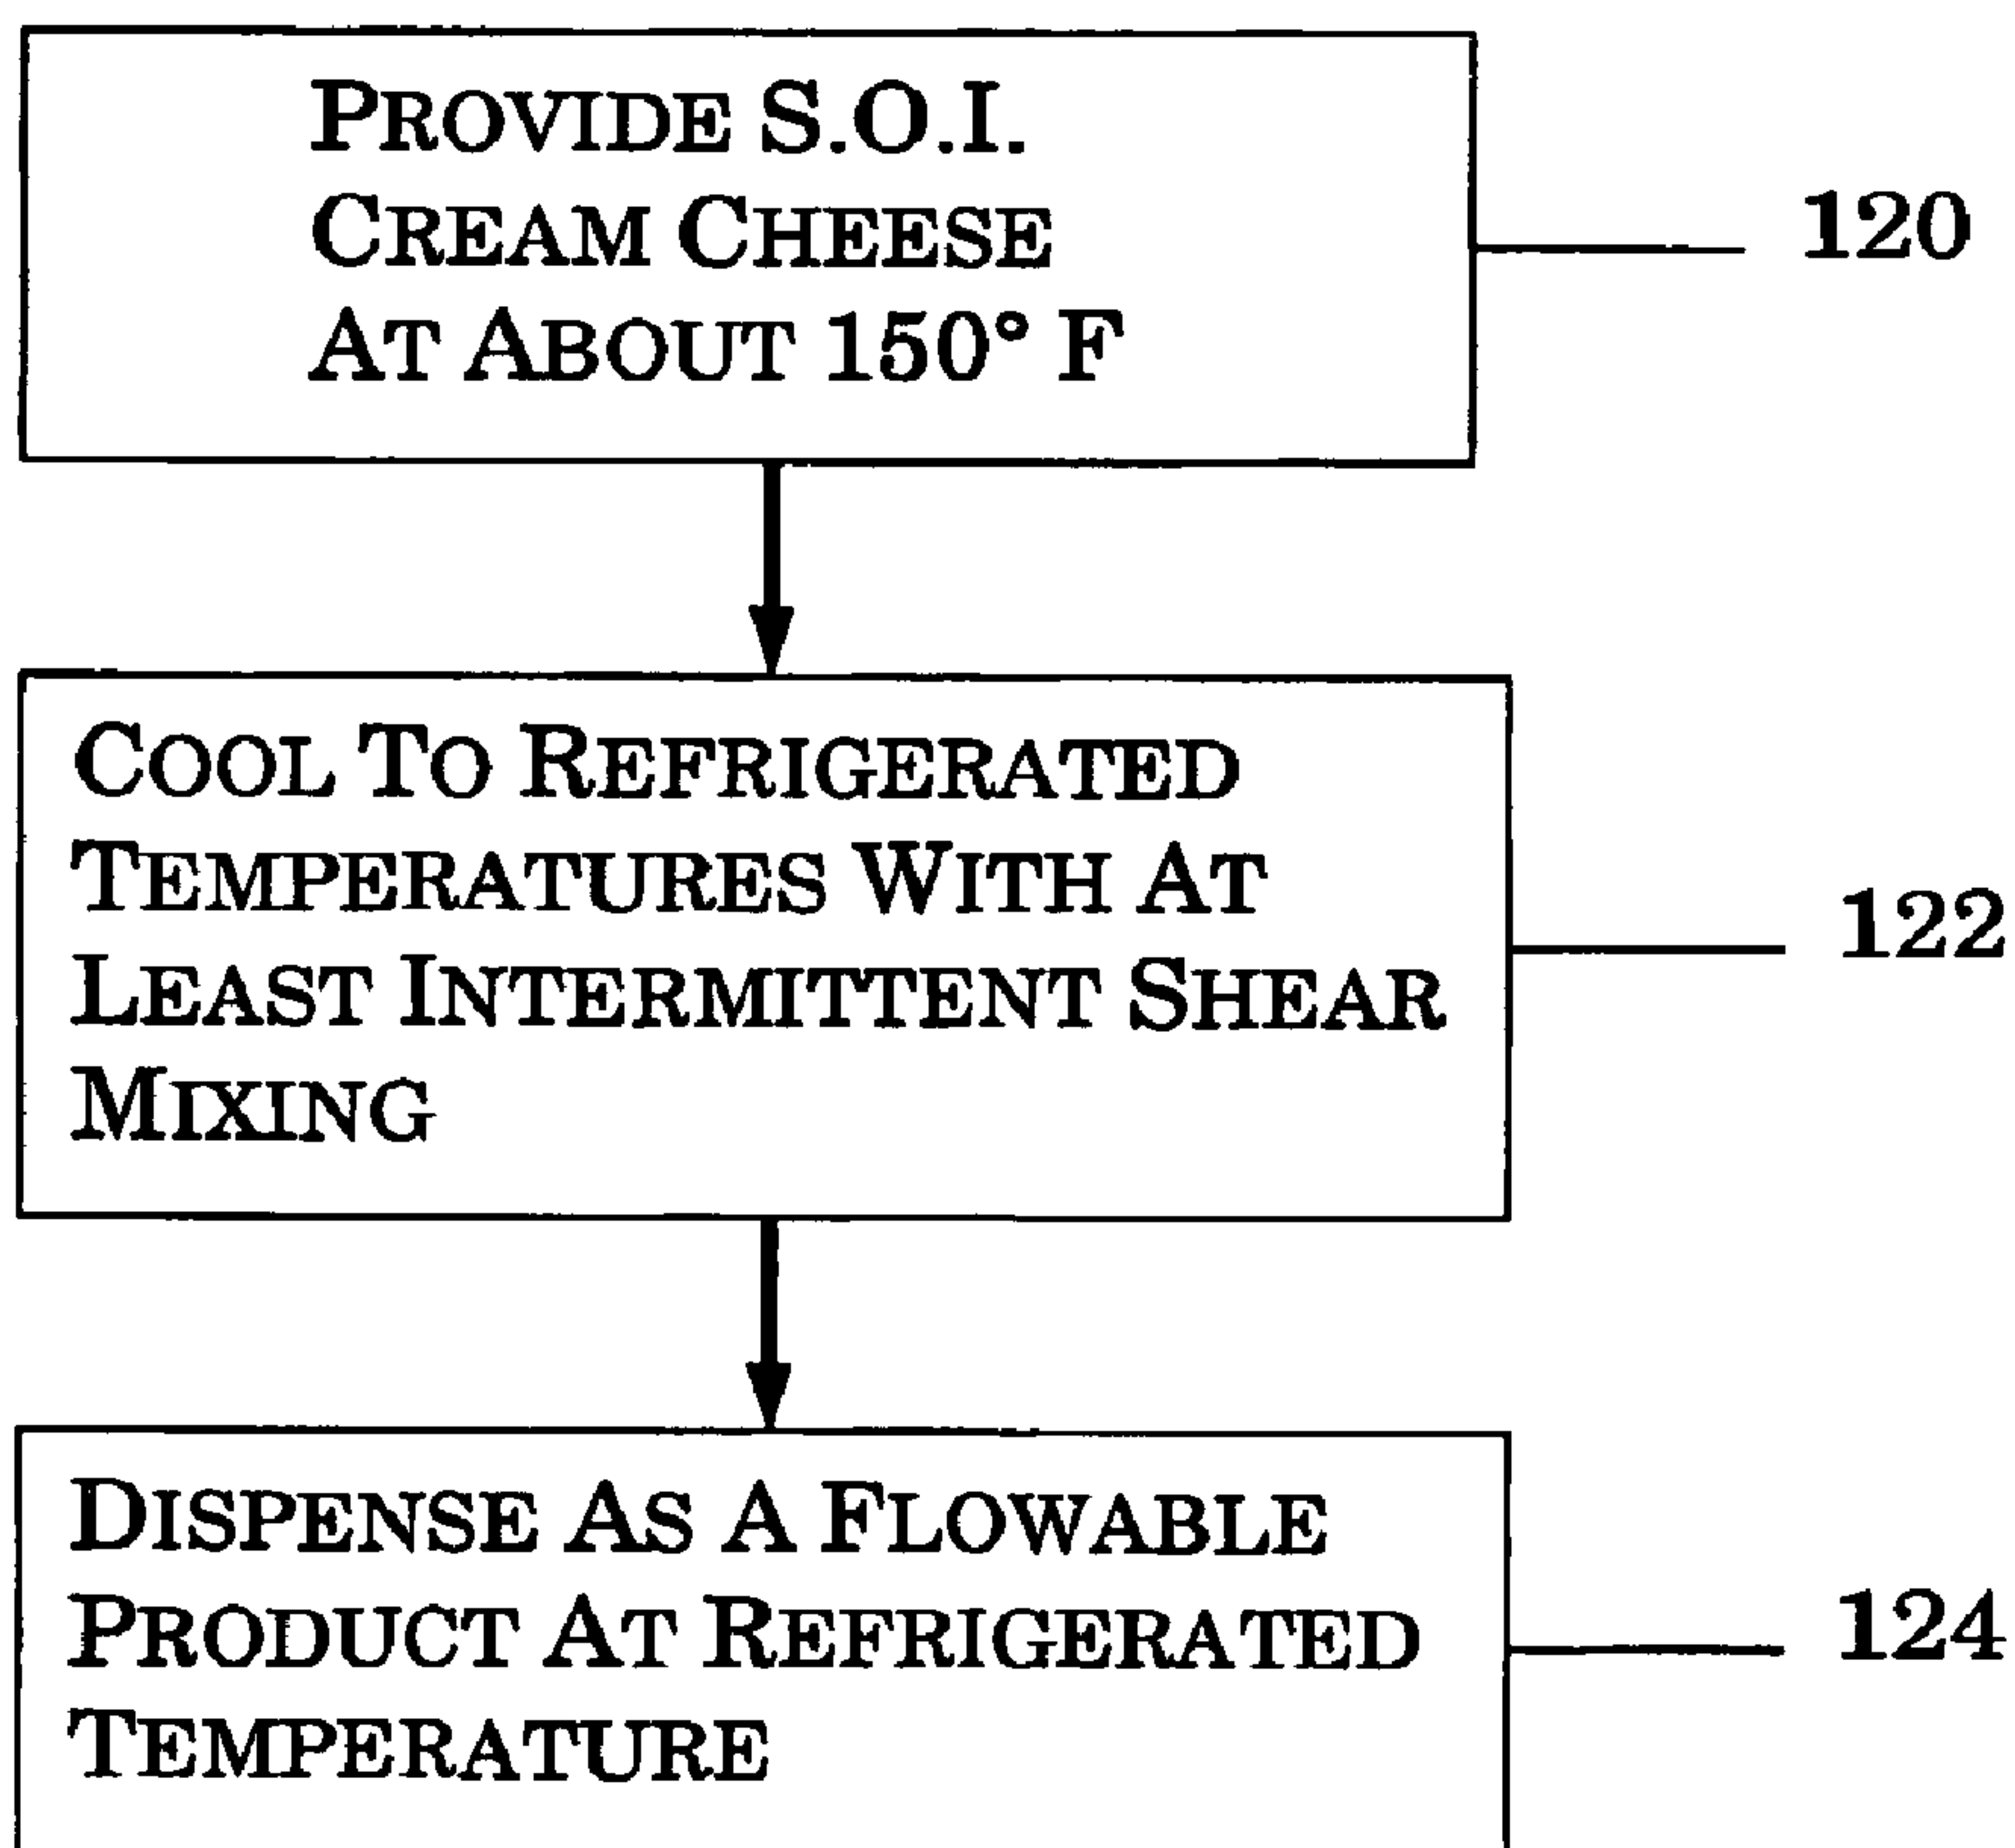 PROVIDE S.O.I.
CREAM CHEESE
AT ABOUT 150° F
120
COOL TO REFRIGERATED
TEMPERATURES WITH AT
LEAST INTERMITTENT SHEAR
MIXING
122
DISPENSE AS A FLOWABLE
PRODUCT AT REFRIGERATED
TEMPERATURE
124